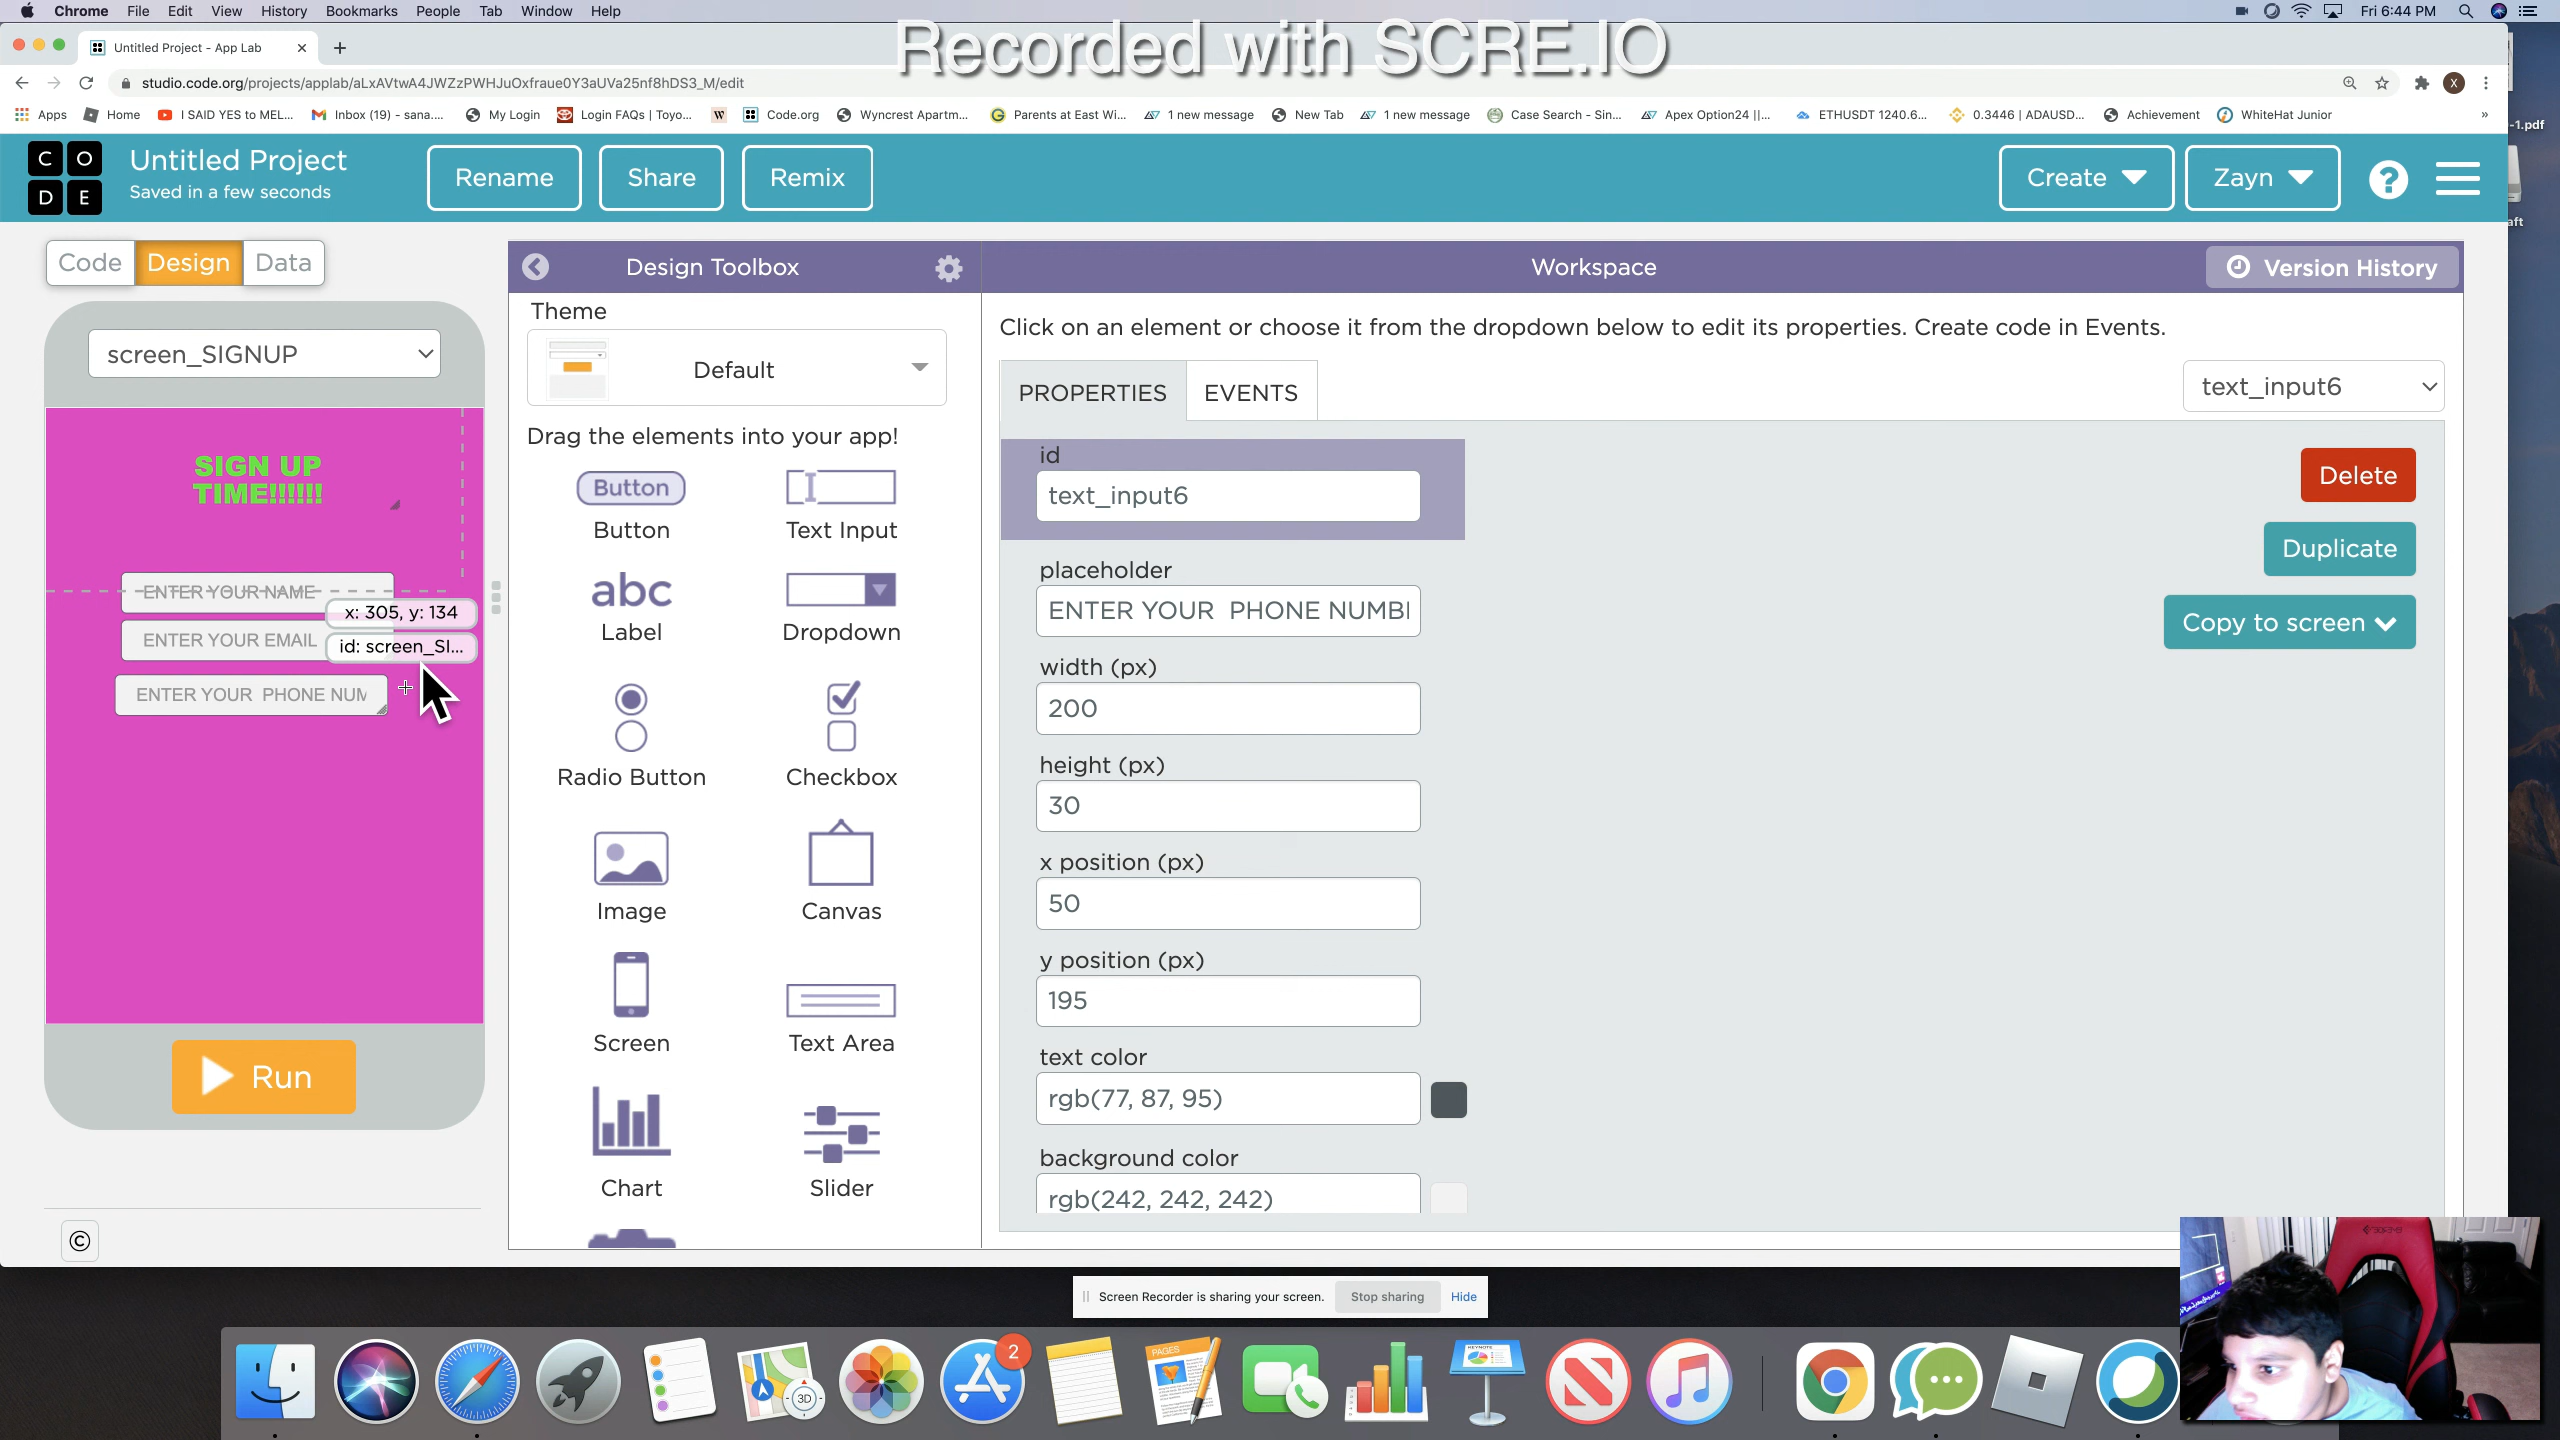 Chrome File Edit View History Bookmarks People Tab Window Help
Fri 6:44 PM
Recorded with SCRE.IO
Untitled Project - App Lab
studio.code.org/projects/applab/aLxAVtwA4JWZzPWHJuOxfraue0Y3aUVa25nf8hDS3_M/edit
X
Apps Home I SAID YES to MEL... Inbox (19) - sana.... My Login Login FAQs | Toyo... W Code.org Wyncrest Apartm... Parents at East Wi... 1 new message New Tab 1 new message Case Search - Sin... Apex Option24 ||... ETHUSDT 1240.6... 0.3446 | ADAUSD... Achievement WhiteHat Junior »
-1.pdf
C O D E
Untitled Project
Saved in a few seconds
Rename Share Remix
Create Zayn ?
aft
Code Design Data
Design Toolbox
Workspace
Version History
screen_SIGNUP
Theme
Default
Drag the elements into your app!
Button
Button
Text Input
abc
Label
Dropdown
Radio Button
Checkbox
Image
Canvas
Screen
Text Area
Chart
Slider
SIGN UP
TIME!!!!!!
ENTER YOUR NAME
x: 305, y: 134
ENTER YOUR EMAIL
id: screen_SI...
ENTER YOUR  PHONE NUM
Run
©
Click on an element or choose it from the dropdown below to edit its properties. Create code in Events.
PROPERTIES EVENTS
text_input6
id
text_input6
Delete
placeholder
ENTER YOUR  PHONE NUMB
Duplicate
Copy to screen
width (px)
200
height (px)
30
x position (px)
50
y position (px)
195
text color
rgb(77, 87, 95)
background color
rgb(242, 242, 242)
Screen Recorder is sharing your screen. Stop sharing Hide
2
3D
PAGES
KEYNOTE